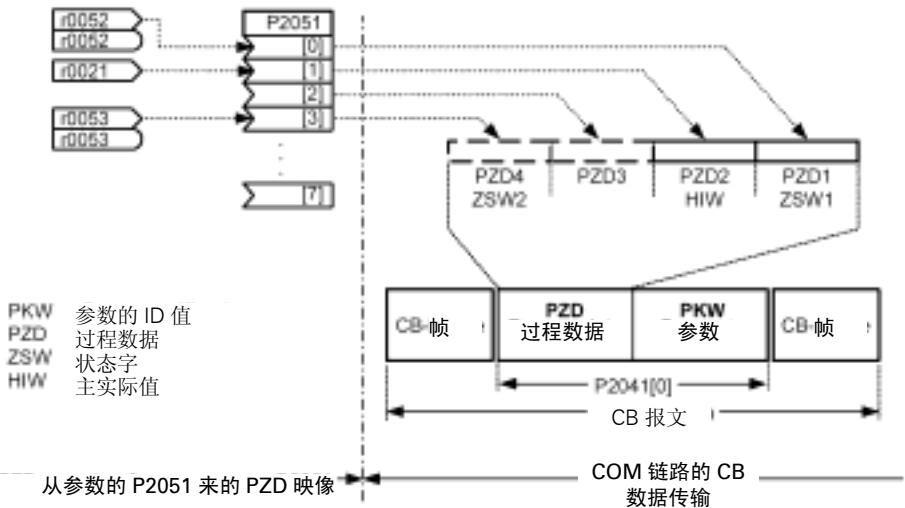 r0052
r0052
r0021
r0053
r0053
P2051
[0]
[1]
[2]
[3]
[7]
PZD4 PZD3 PZD2 PZD1
ZSW2 HIW ZSW1
CB-帧
PZD
过程数据
PKW
参数
CB-帧
P2041[0]
CB 报文
PKW 参数的 ID 值
PZD 过程数据
ZSW 状态字
HIW 主实际值
从参数的 P2051 来的 PZD 映像
COM 链路的 CB
数据传输